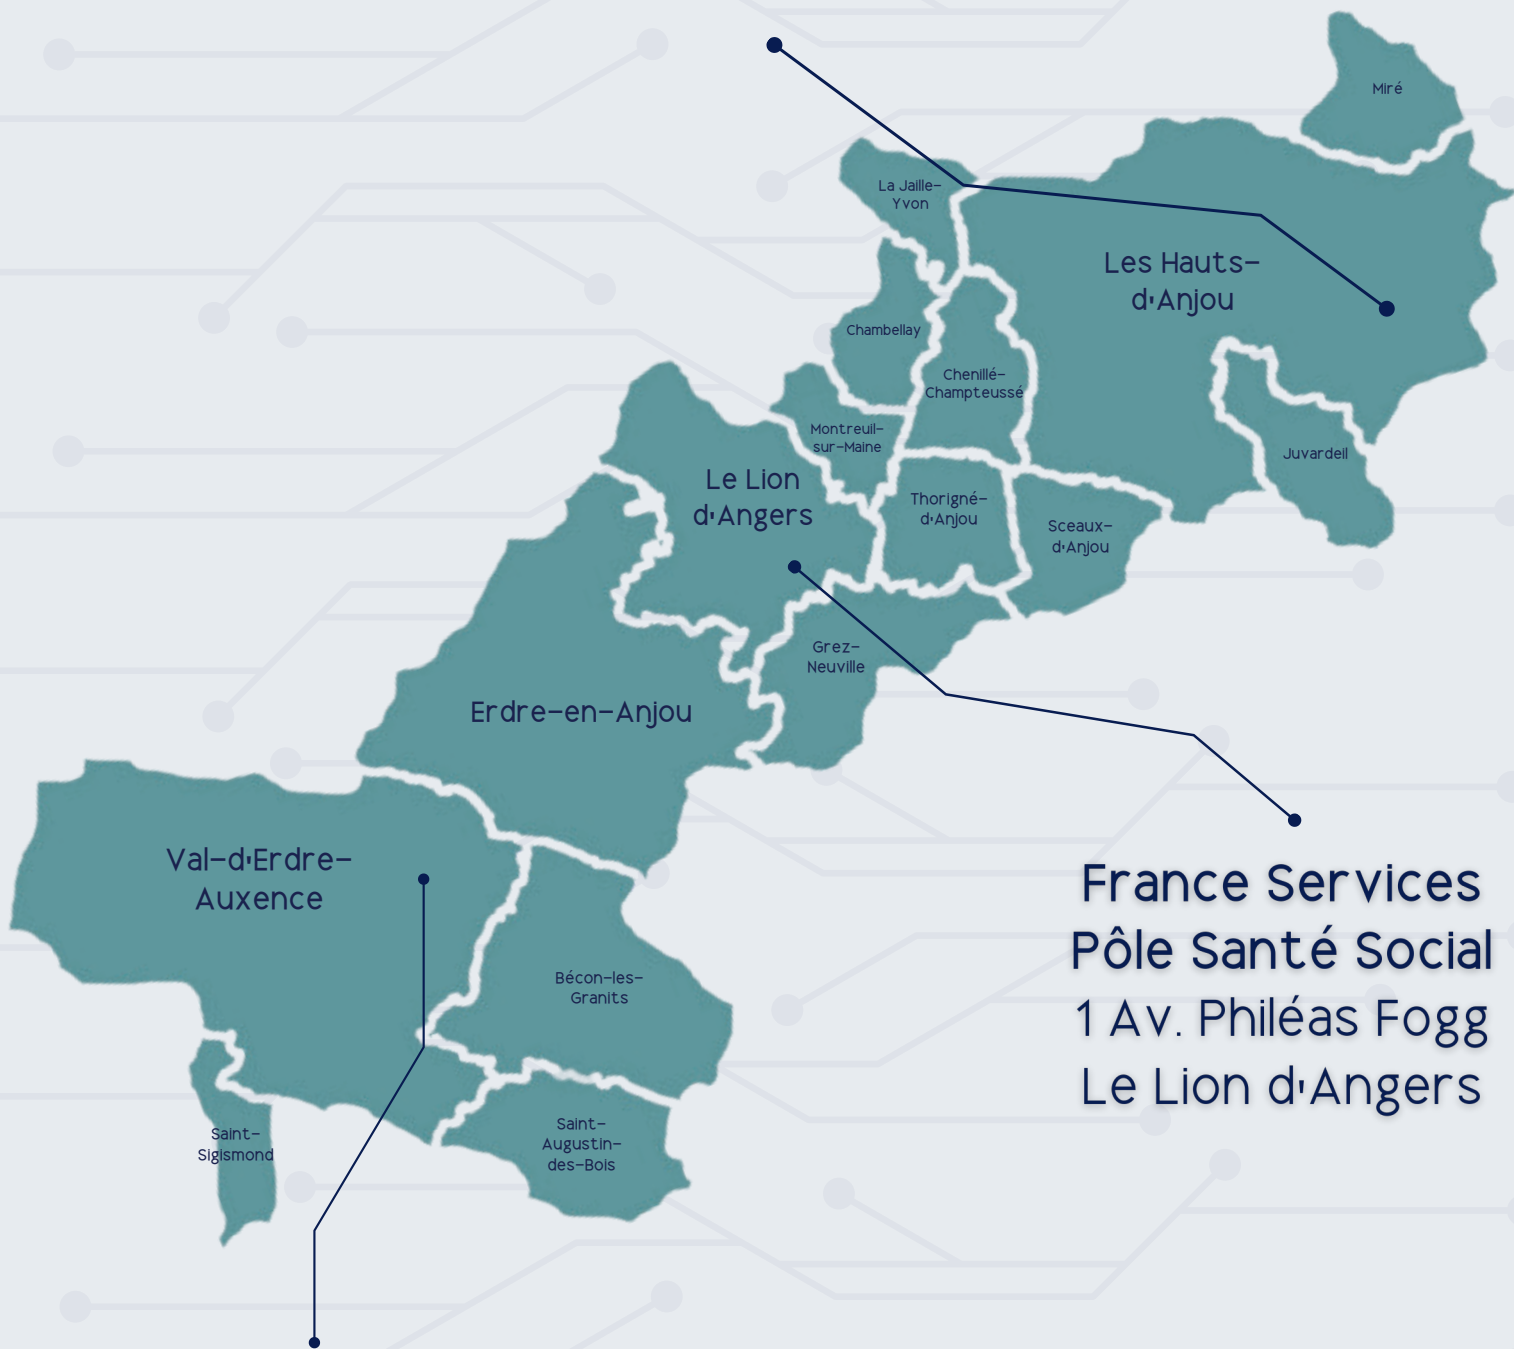 Miré
La Jaille-
Yvon
Les Hauts-
d'Anjou
Chambellay
Chenillé-
Champteussé
Montreuil-
sur-Maine
Juvardeil
Le Lion
d'Angers
Thorigné-
d'Anjou
Sceaux-
d'Anjou
Grez-
Neuville
Erdre-en-Anjou
Val-d'Erdre-
Auxence
Bécon-les-
Granits
Saint-
Sigismond
Saint-
Augustin-
des-Bois
France Services
Pôle Santé Social
1 Av. Philéas Fogg
Le Lion d'Angers